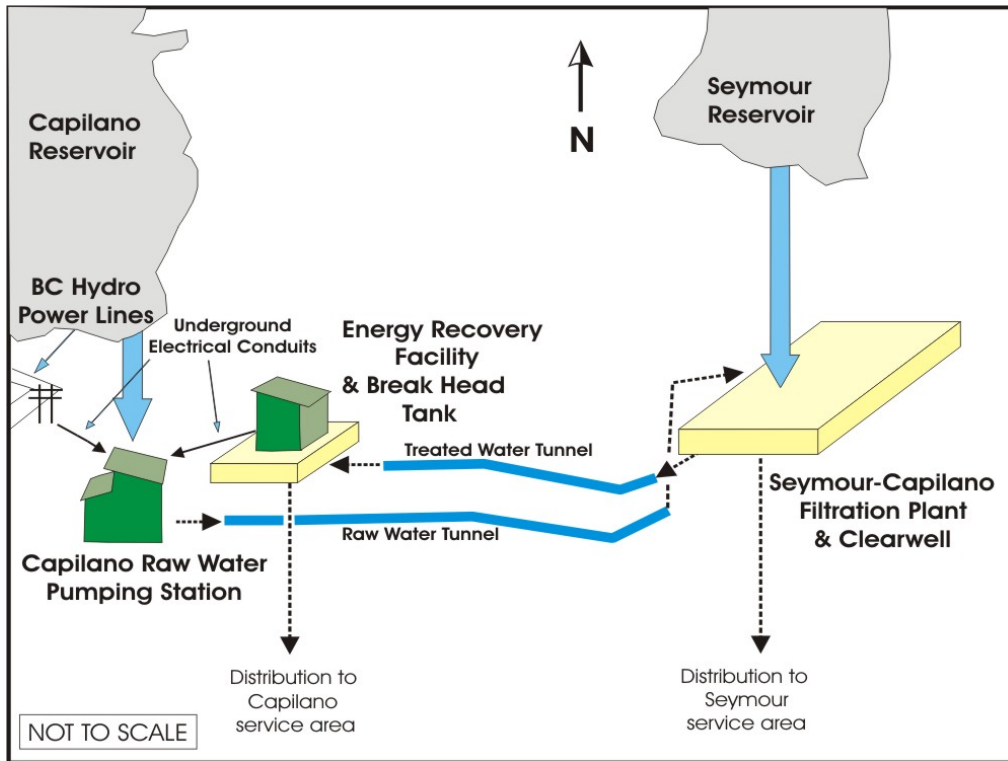 Capilano
Reservoir
Seymour
Reservoir
N
BC Hydro
Power Lines
Underground
Electrical Conduits
Energy Recovery
Facility
& Break Head
Tank
Treated Water Tunnel
Raw Water Tunnel
Seymour-Capilano
Filtration Plant
& Clearwell
Capilano Raw Water
Pumping Station
Distribution to
Capilano
service area
Distribution to
Seymour
service area
NOT TO SCALE